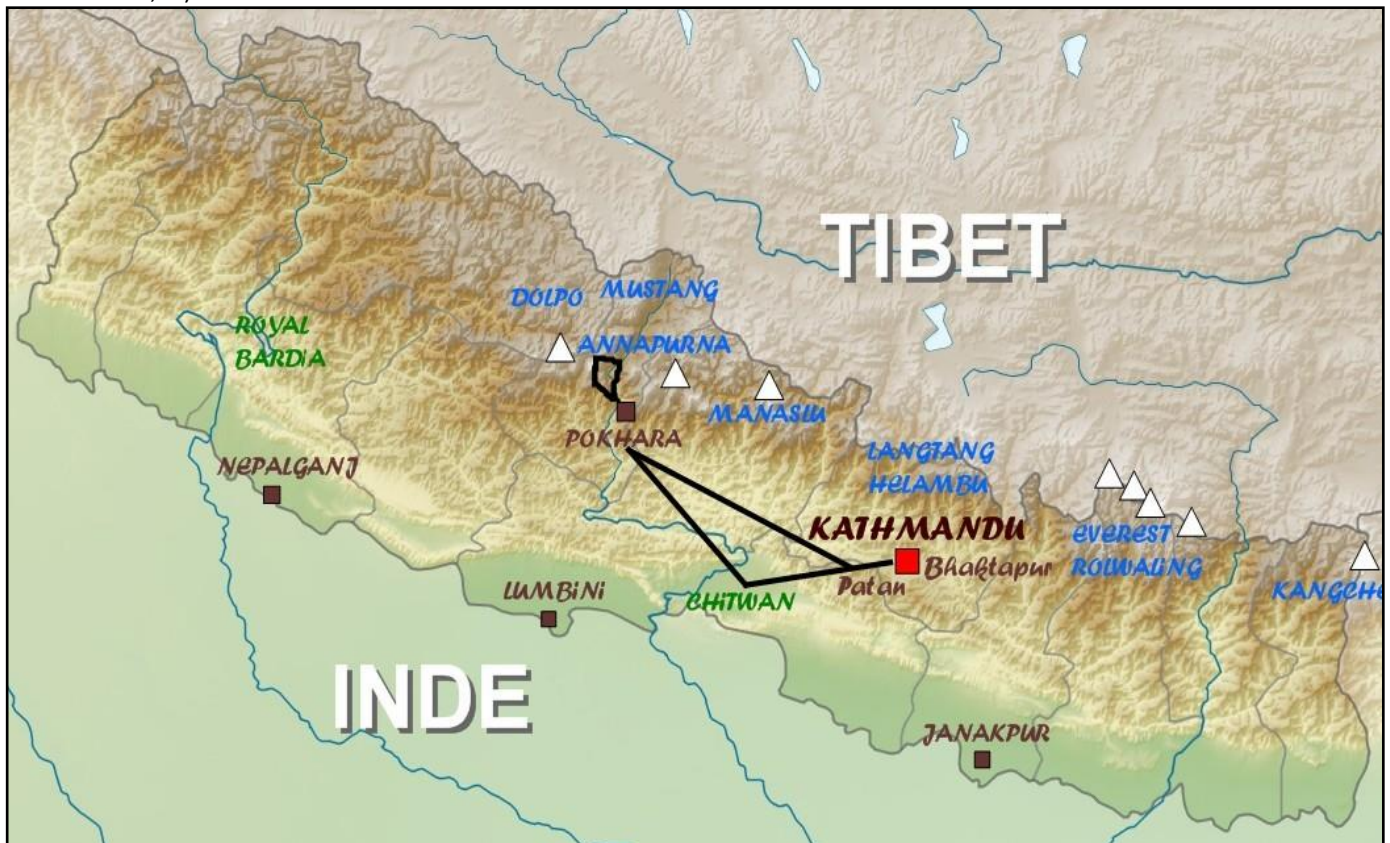 TIBET
DOLPO
MUSTANG
ANNAPURNA
ROYAL
BARDiA
MANASLU
POKHARA
LANGTANG
HELAMBU
NEPALGANJ
KATHMANDU
EVEREST
ROLWALiNG
Bhaktapur
Patan
KANGCHE
LUMBiNi
CHiTWAN
INDE
JANAKPUR